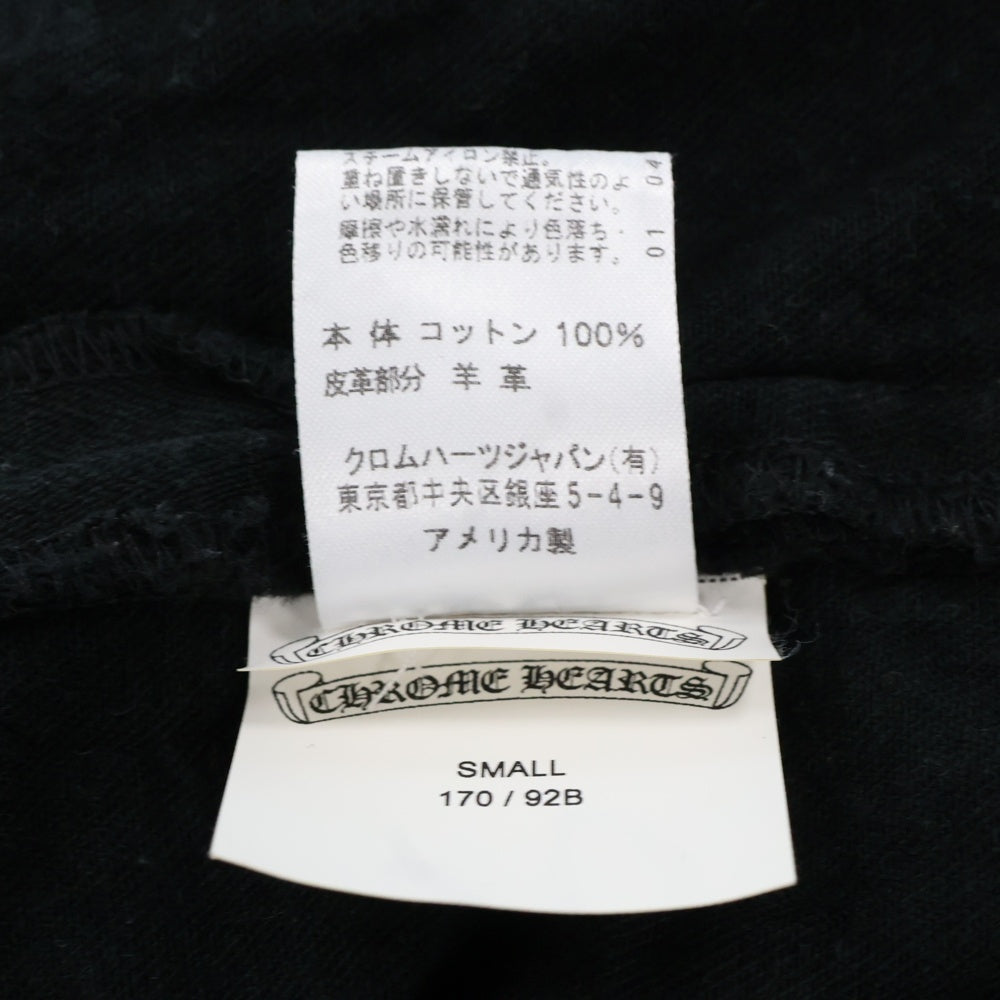 スチームアイロン禁止。
重ね置きしないで通気性のよ
い場所に保管してください。
摩擦や水濡れにより色落ち・
色移りの可能性があります。
01 04
本 体 コットン 100%
皮革部分 羊 革
クロムハーツジャパン(有)
東京都中央区銀座5-4-9
アメリカ製
CHROME HEARTS
CHROME HEARTS
SMALL
170 / 92B